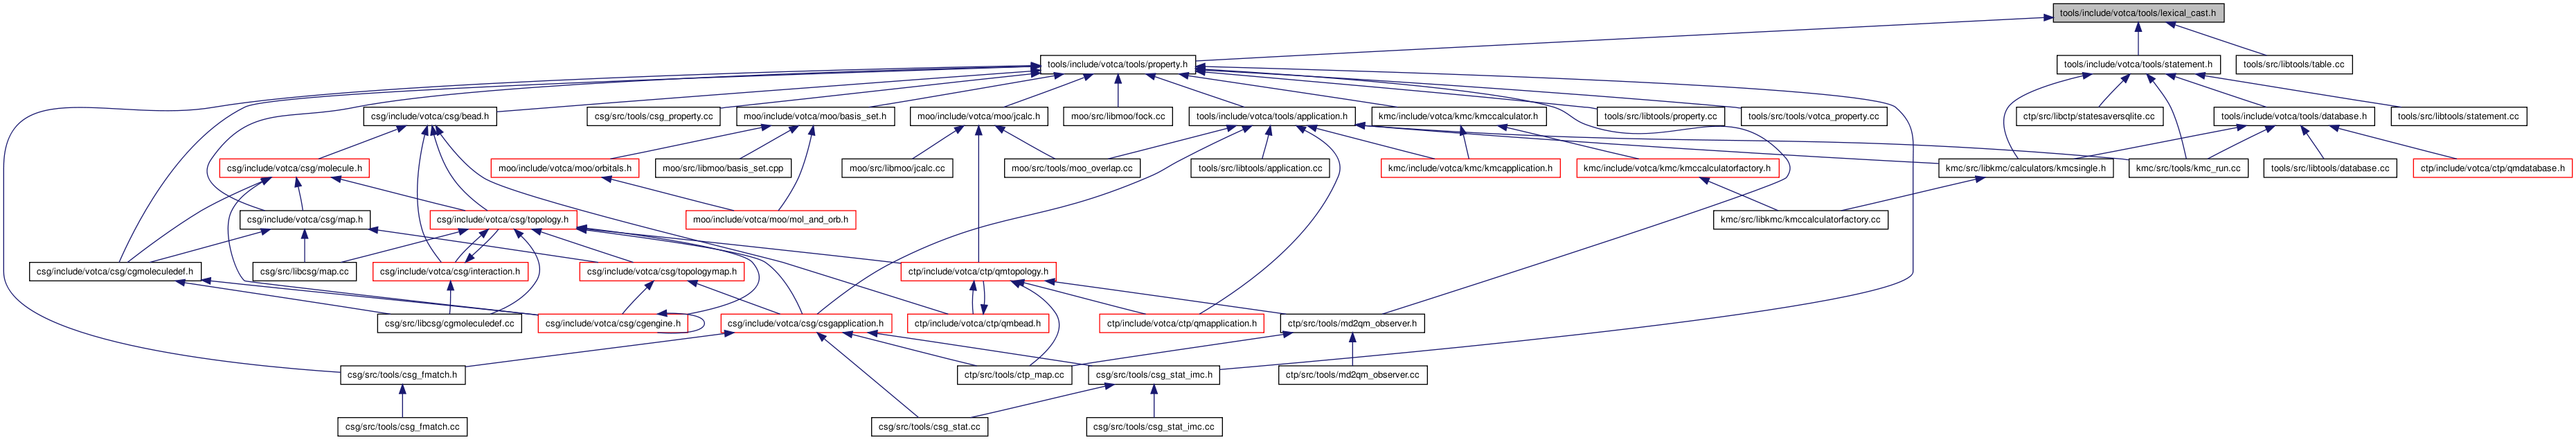 tools/include/votca/tools/lexical_cast.h
tools/include/votca/tools/property.h
tools/include/votca/tools/statement.h
tools/src/libtools/table.cc
csg/include/votca/csg/bead.h
csg/src/tools/csg_property.cc
moo/include/votca/moo/basis_set.h
moo/include/votca/moo/jcalc.h
moo/src/libmoo/fock.cc
tools/include/votca/tools/application.h
kmc/include/votca/kmc/kmccalculator.h
tools/src/libtools/property.cc
tools/src/tools/votca_property.cc
ctp/src/libctp/statesaversqlite.cc
tools/include/votca/tools/database.h
tools/src/libtools/statement.cc
csg/include/votca/csg/molecule.h
moo/include/votca/moo/orbitals.h
moo/src/libmoo/basis_set.cpp
moo/src/libmoo/jcalc.cc
moo/src/tools/moo_overlap.cc
tools/src/libtools/application.cc
kmc/include/votca/kmc/kmcapplication.h
kmc/include/votca/kmc/kmccalculatorfactory.h
kmc/src/libkmc/calculators/kmcsingle.h
kmc/src/tools/kmc_run.cc
tools/src/libtools/database.cc
ctp/include/votca/ctp/qmdatabase.h
csg/include/votca/csg/map.h
csg/include/votca/csg/topology.h
moo/include/votca/moo/mol_and_orb.h
kmc/src/libkmc/kmccalculatorfactory.cc
csg/include/votca/csg/cgmoleculedef.h
csg/src/libcsg/map.cc
csg/include/votca/csg/interaction.h
csg/include/votca/csg/topologymap.h
ctp/include/votca/ctp/qmtopology.h
csg/src/libcsg/cgmoleculedef.cc
csg/include/votca/csg/cgengine.h
csg/include/votca/csg/csgapplication.h
ctp/include/votca/ctp/qmbead.h
ctp/include/votca/ctp/qmapplication.h
ctp/src/tools/md2qm_observer.h
csg/src/tools/csg_fmatch.h
ctp/src/tools/ctp_map.cc
csg/src/tools/csg_stat_imc.h
ctp/src/tools/md2qm_observer.cc
csg/src/tools/csg_fmatch.cc
csg/src/tools/csg_stat.cc
csg/src/tools/csg_stat_imc.cc